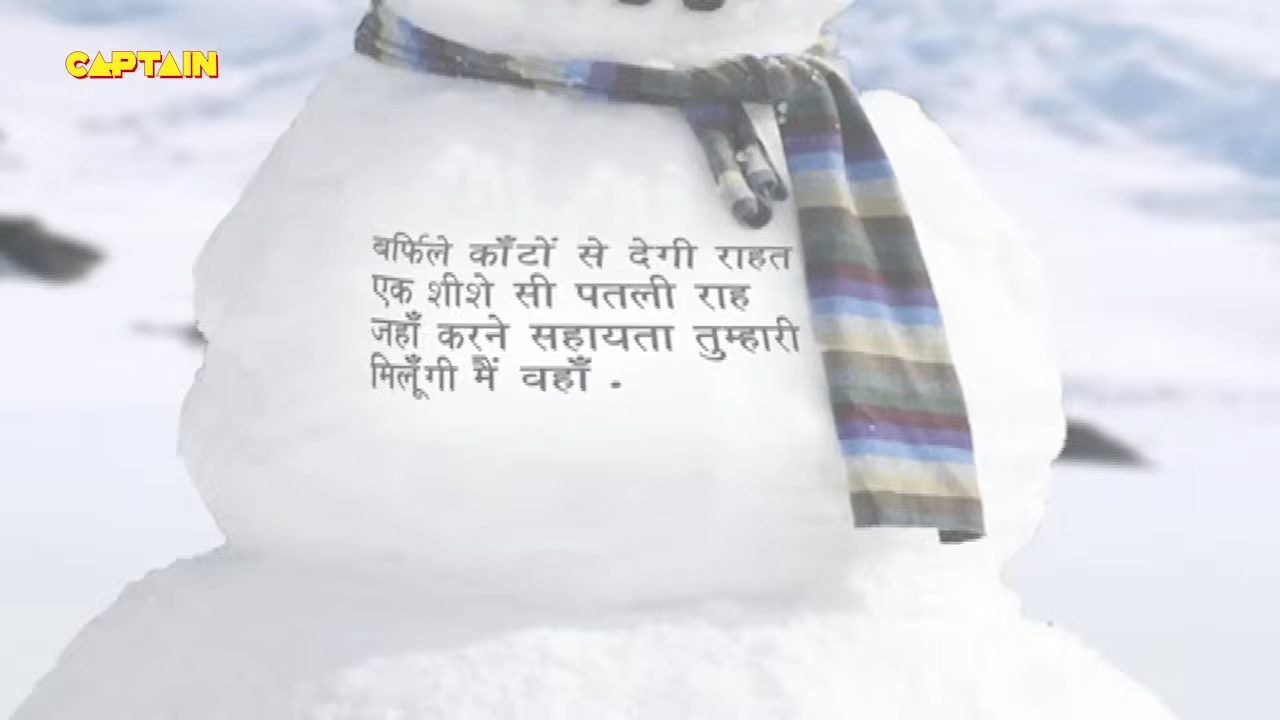 CAPTAIN
बर्फिले काँटों से देगी राहत
एक शीशे सी पतली राह
जहाँ करने सहायता तुम्हारी
मिलूँगी मैं वहाँ .